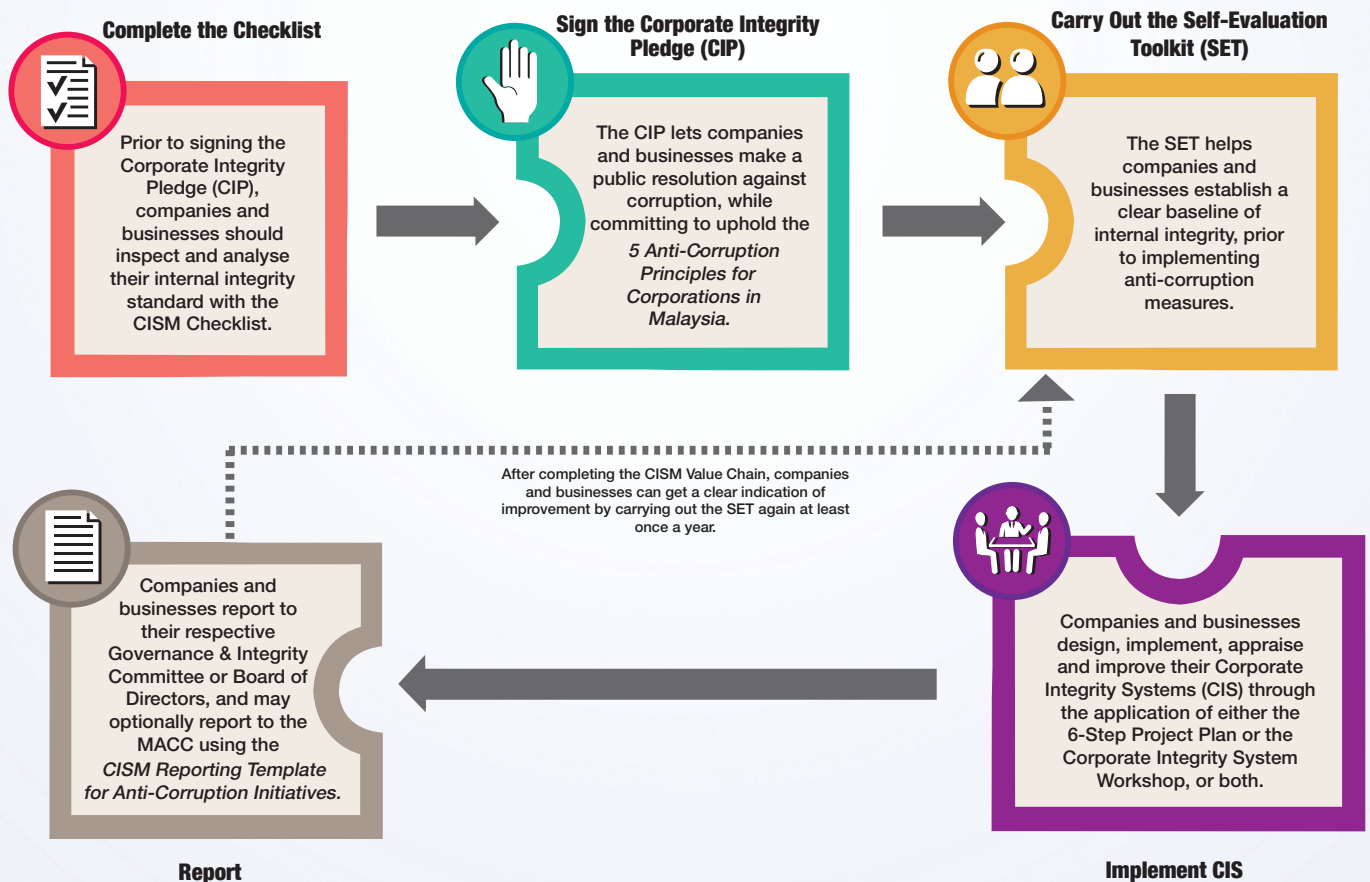 Complete the Checklist
Prior to signing the
Corporate Integrity
Pledge (CIP),
companies and
businesses should
inspect and analyse
their internal integrity
standard with the
CISM Checklist.
Sign the Corporate Integrity
Pledge (CIP)
The CIP lets companies
and businesses make a
public resolution against
corruption, while
committing to uphold the
5 Anti-Corruption
Principles for
Corporations in
Malaysia.
Carry Out the Self-Evaluation
Toolkit (SET)
The SET helps
companies and
businesses establish a
clear baseline of
internal integrity, prior
to implementing
anti-corruption
measures.
After completing the CISM Value Chain, companies
and businesses can get a clear indication of
improvement by carrying out the SET again at least
once a year.
Companies and businesses
design, implement, appraise
and improve their Corporate
Integrity Systems (CIS) through
the application of either the
6-Step Project Plan or the
Corporate Integrity System
Workshop, or both.
Implement CIS
Companies and
businesses report to
their respective
Governance & Integrity
Committee or Board of
Directors, and may
optionally report to the
MACC using the
CISM Reporting Template
for Anti-Corruption Initiatives.
Report